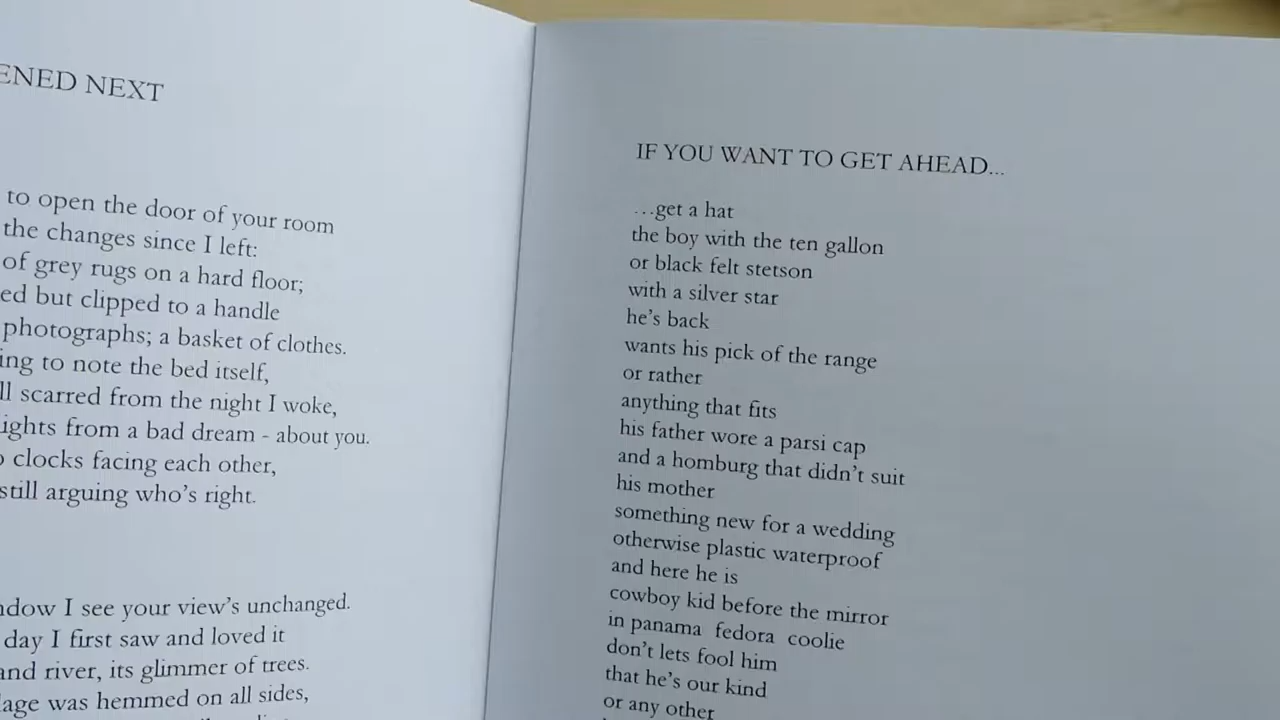 ENED NEXT
to open the door of your room
the changes since I left:
of grey rugs on a hard floor;
ed but clipped to a handle
photographs; a basket of clothes.
ing to note the bed itself,
ll scarred from the night I woke,
ights from a bad dream - about you.
clocks facing each other,
still arguing who's right.
ndow I see your view's unchanged.
day I first saw and loved it
and river, its glimmer of trees.
lage was hemmed on all sides,
IF YOU WANT TO GET AHEAD...
...get a hat
the boy with the ten gallon
or black felt stetson
with a silver star
he's back
wants his pick of the range
or rather
anything that fits
his father wore a parsi cap
and a homburg that didn't suit
his mother
something new for a wedding
otherwise plastic waterproof
and here he is
cowboy kid before the mirror
in panama fedora coolie
don't lets fool him
that he's our kind
or any other